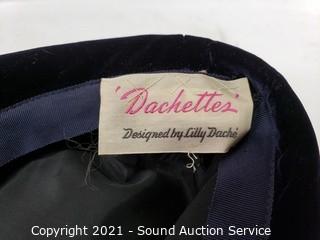 'Dachettes'
Designed by Lilly Daché
Copyright 2021 - Sound Auction Service